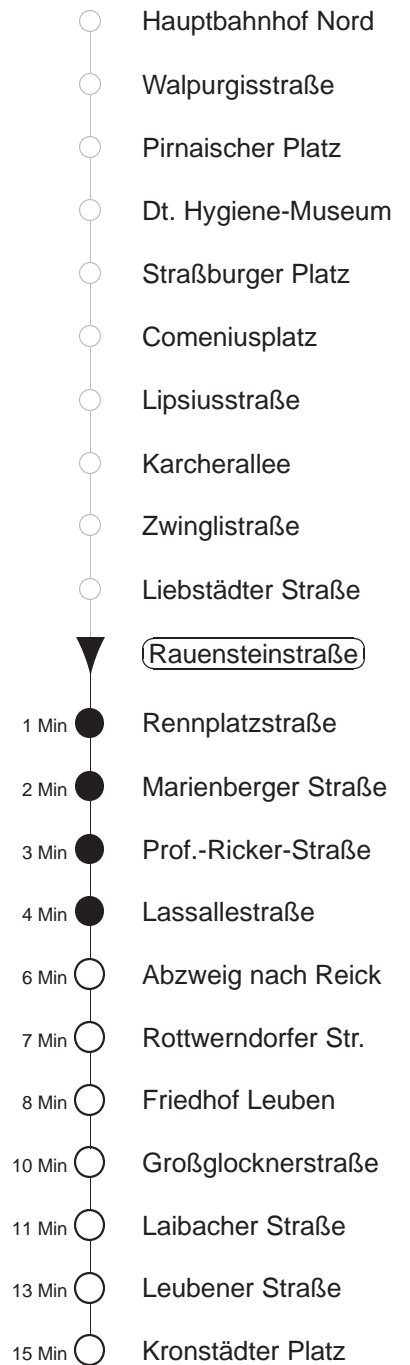 Hauptbahnhof Nord
Walpurgisstraße
Pirnaischer Platz
Dt. Hygiene-Museum
Straßburger Platz
Comeniusplatz
Lipsiusstraße
Karcherallee
Zwinglistraße
Liebstädter Straße
Rauensteinstraße
1 Min Rennplatzstraße
2 Min Marienberger Straße
3 Min Prof.-Ricker-Straße
4 Min Lassallestraße
6 Min Abzweig nach Reick
7 Min Rottwerndorfer Str.
8 Min Friedhof Leuben
10 Min Großglocknerstraße
11 Min Laibacher Straße
13 Min Leubener Straße
15 Min Kronstädter Platz